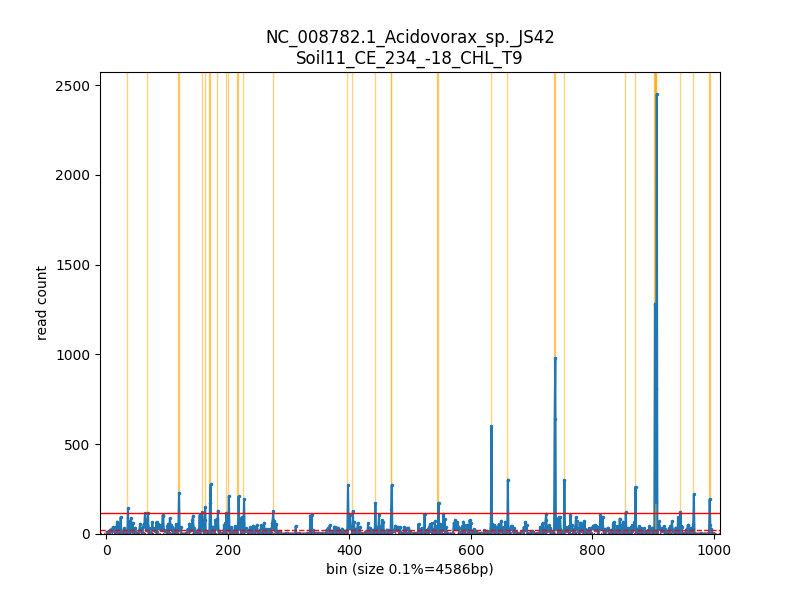 NC_008782.1_Acidovorax_sp._JS42
Soil11_CE_234_-18_CHL_T9
2500
2000
1500
1000
500
0
read count
0 200 400 600 800 1000
bin (size 0.1%=4586bp)